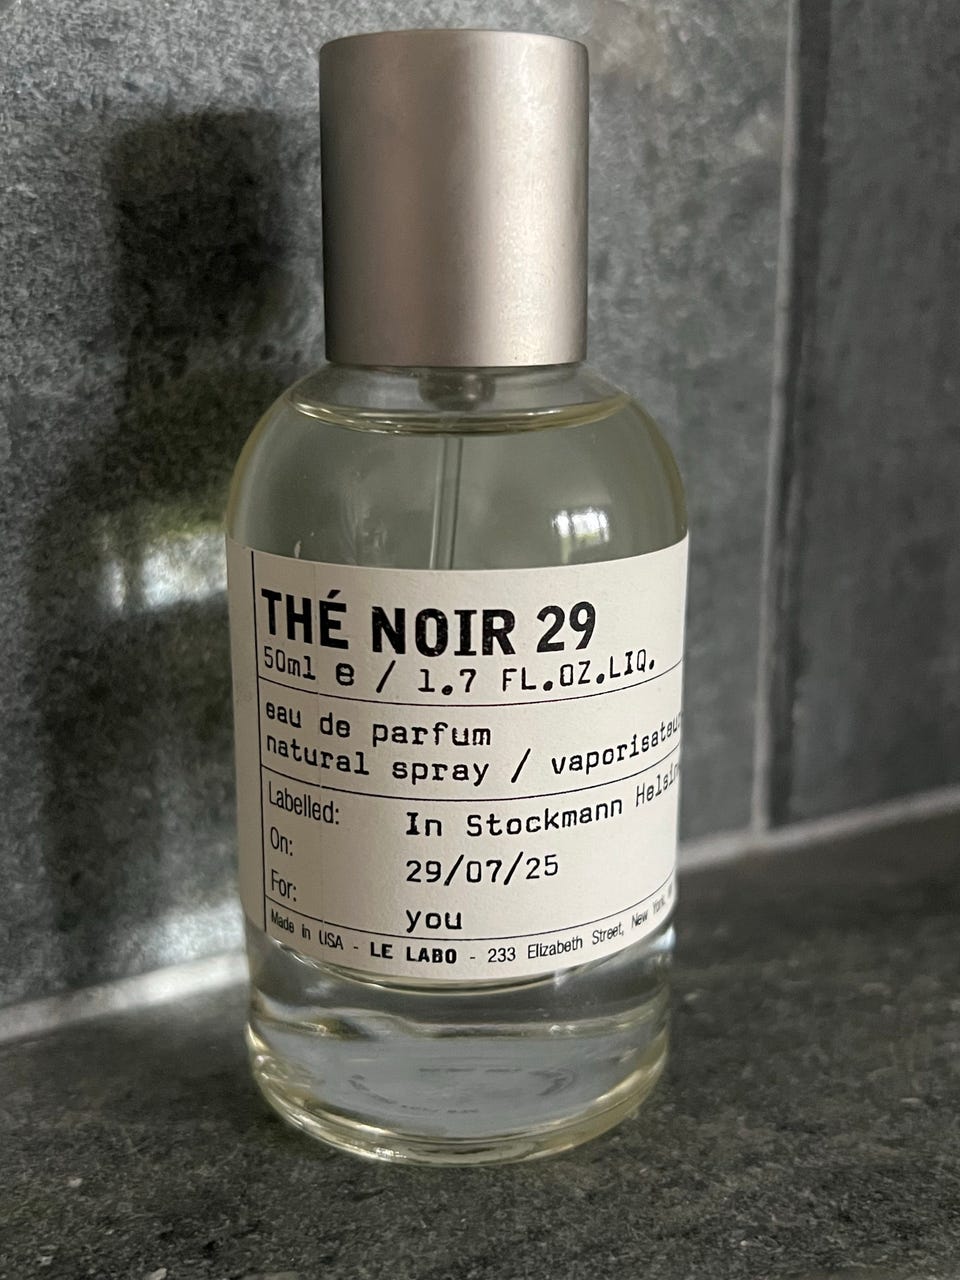 THÉ NOIR 29
50ml e / 1.7 FL.OZ.LIQ.
eau de parfum
natural spray / vaporisateur
Labelled: In Stockmann
On: 29/07/25
For: you
Made in USA - LE LABO - 233 Elizabeth Street, New York,